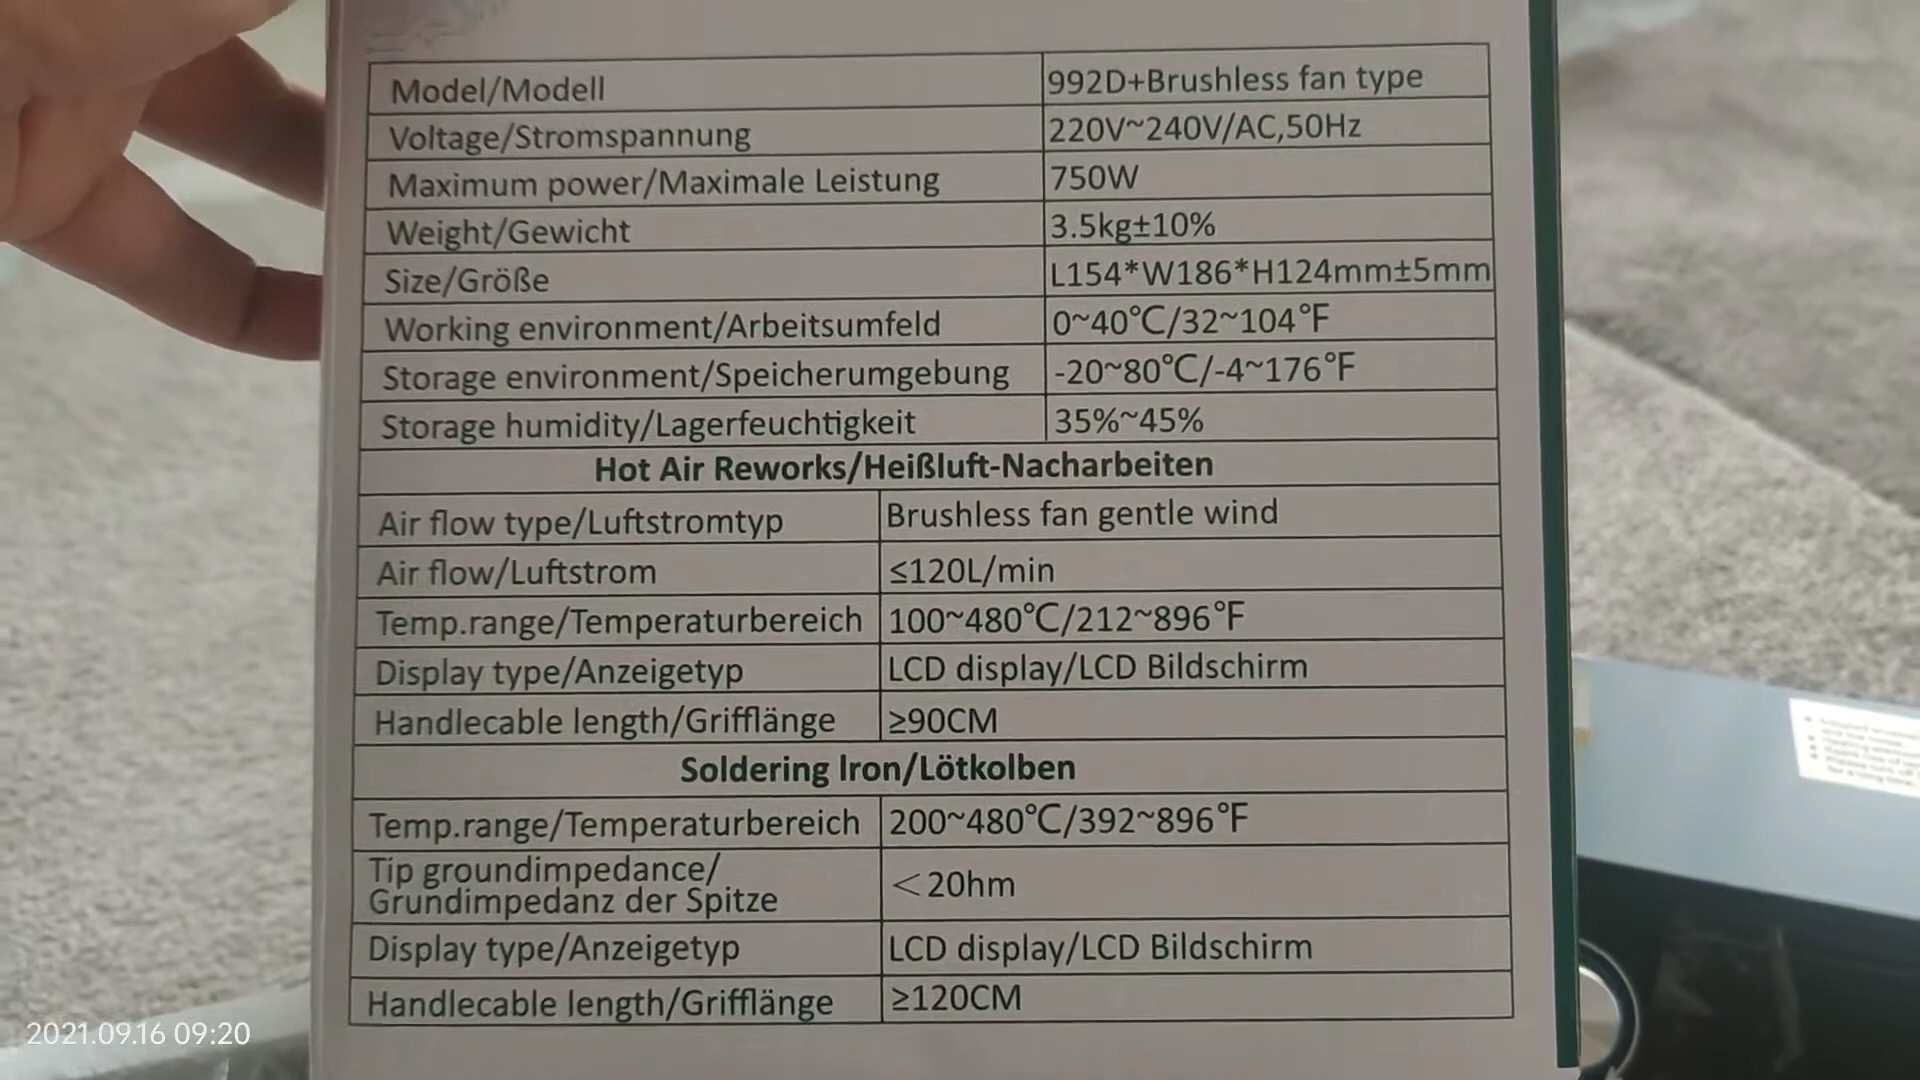 Model/Modell 992D+Brushless fan type
Voltage/Stromspannung 220V~240V/AC,50Hz
Maximum power/Maximale Leistung 750W
Weight/Gewicht 3.5kg±10%
Size/Größe L154*W186*H124mm±5mm
Working environment/Arbeitsumfeld 0~40℃/32~104℉
Storage environment/Speicherumgebung -20~80℃/-4~176℉
Storage humidity/Lagerfeuchtigkeit 35%~45%
Hot Air Reworks/Heißluft-Nacharbeiten
Air flow type/Luftstromtyp Brushless fan gentle wind
Air flow/Luftstrom ≤120L/min
Temp.range/Temperaturbereich 100~480℃/212~896℉
Display type/Anzeigetyp LCD display/LCD Bildschirm
Handlecable length/Grifflänge ≥90CM
Soldering Iron/Lötkolben
Temp.range/Temperaturbereich 200~480℃/392~896℉
Tip groundimpedance/
Grundimpedanz der Spitze <20hm
Display type/Anzeigetyp LCD display/LCD Bildschirm
Handlecable length/Grifflänge ≥120CM
2021.09.16 09:20